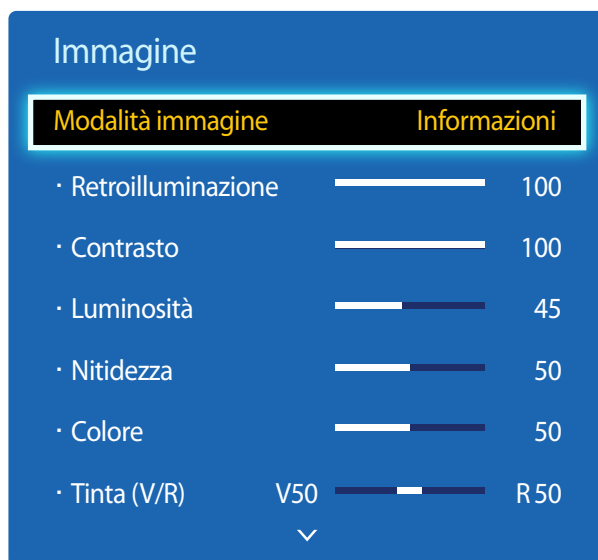 Immagine
Modalità immagine Informazioni
· Retroilluminazione 100
· Contrasto 100
· Luminosità 45
· Nitidezza 50
· Colore 50
· Tinta (V/R) V50 R50